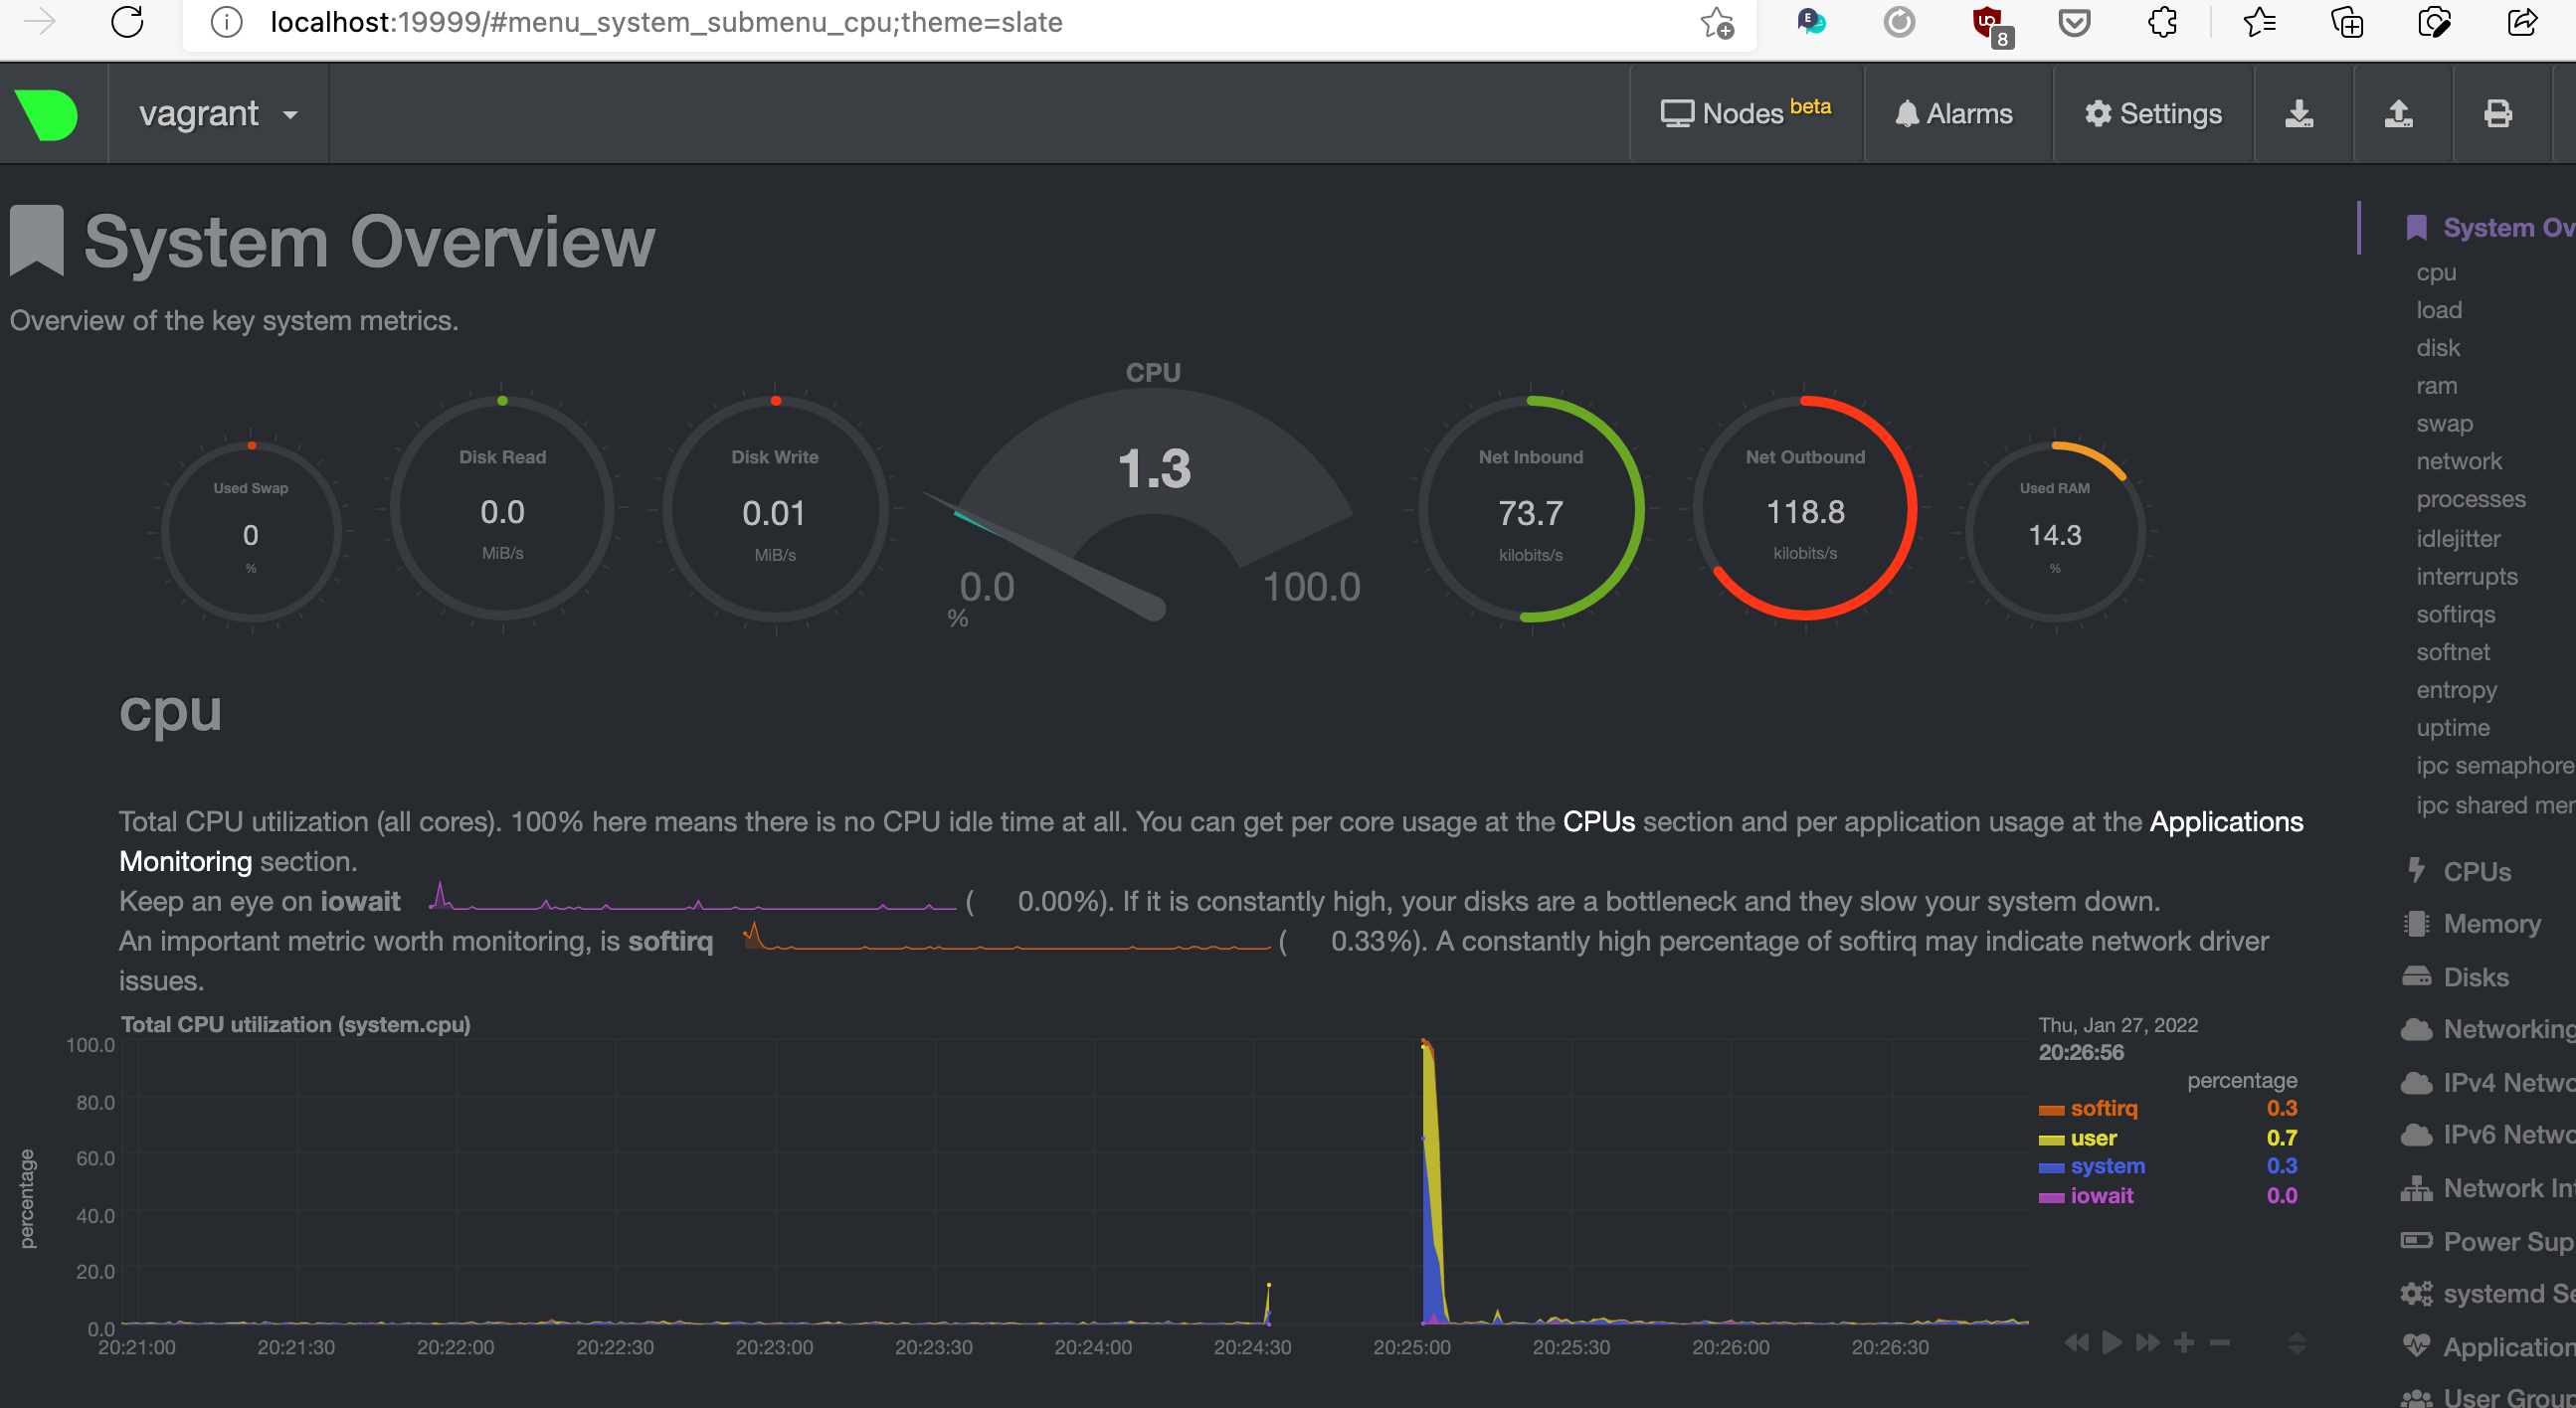 localhost:19999/#menu_system_submenu_cpu;theme=slate
E
UD
8
vagrant
Nodes beta
Alarms
Settings
System Overview
Overview of the key system metrics.
Used Swap
0
%
Disk Read
0.0
MiB/s
Disk Write
0.01
MiB/s
CPU
1.3
0.0
100.0
%
Net Inbound
73.7
kilobits/s
Net Outbound
118.8
kilobits/s
Used RAM
14.3
%
cpu
Total CPU utilization (all cores). 100% here means there is no CPU idle time at all. You can get per core usage at the CPUs section and per application usage at the Applications
Monitoring section.
Keep an eye on iowait ( 0.00%). If it is constantly high, your disks are a bottleneck and they slow your system down.
An important metric worth monitoring, is softirq ( 0.33%). A constantly high percentage of softirq may indicate network driver
issues.
Total CPU utilization (system.cpu)
percentage
100.0
80.0
60.0
40.0
20.0
0.0
20:21:00 20:21:30 20:22:00 20:22:30 20:23:00 20:23:30 20:24:00 20:24:30 20:25:00 20:25:30 20:26:00 20:26:30
Thu, Jan 27, 2022
20:26:56
percentage
softirq 0.3
user 0.7
system 0.3
iowait 0.0
System Ov
cpu
load
disk
ram
swap
network
processes
idlejitter
interrupts
softirqs
softnet
entropy
uptime
ipc semaphore
ipc shared mer
CPUs
Memory
Disks
Networking
IPv4 Netwo
IPv6 Netwo
Network Int
Power Sup
systemd Se
Application
User Group